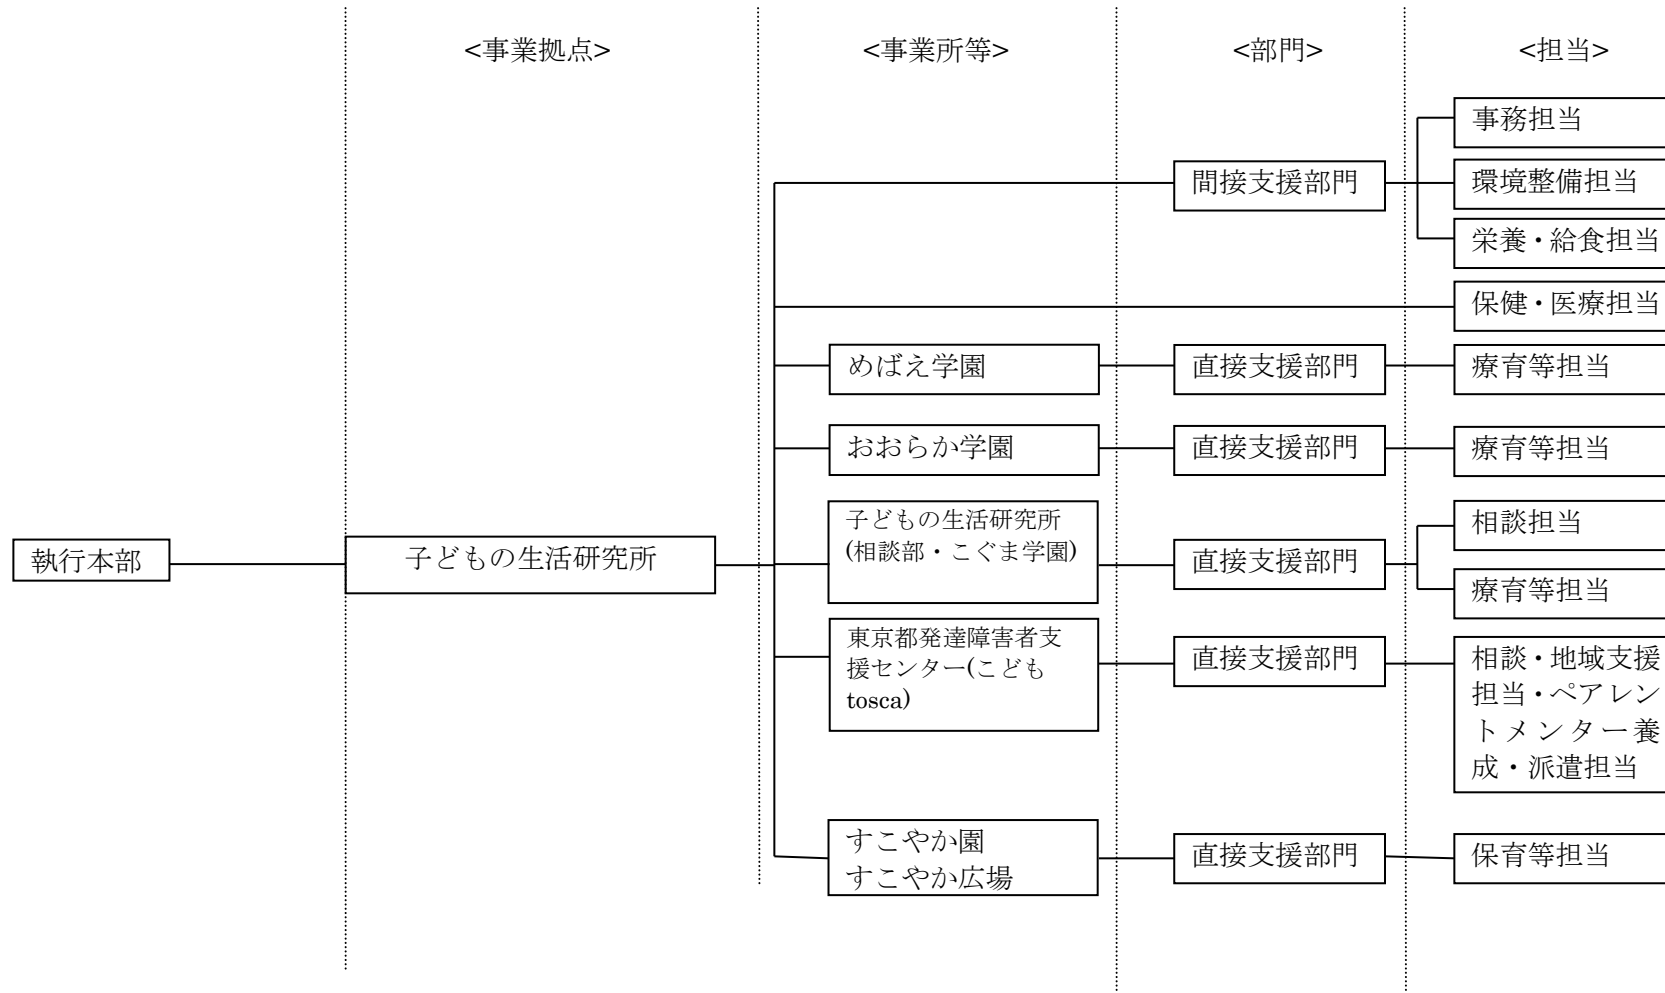 <事業拠点>
<事業所等>
<部門>
<担当>
事務担当
間接支援部門
環境整備担当
栄養・給食担当
保健・医療担当
めばえ学園
直接支援部門
療育等担当
おおらか学園
直接支援部門
療育等担当
執行本部
子どもの生活研究所
子どもの生活研究所
(相談部・こぐま学園)
直接支援部門
相談担当
療育等担当
東京都発達障害者支
援センター(こども
tosca)
直接支援部門
相談・地域支援
担当・ペアレン
トメンター養
成・派遣担当
すこやか園
すこやか広場
直接支援部門
保育等担当